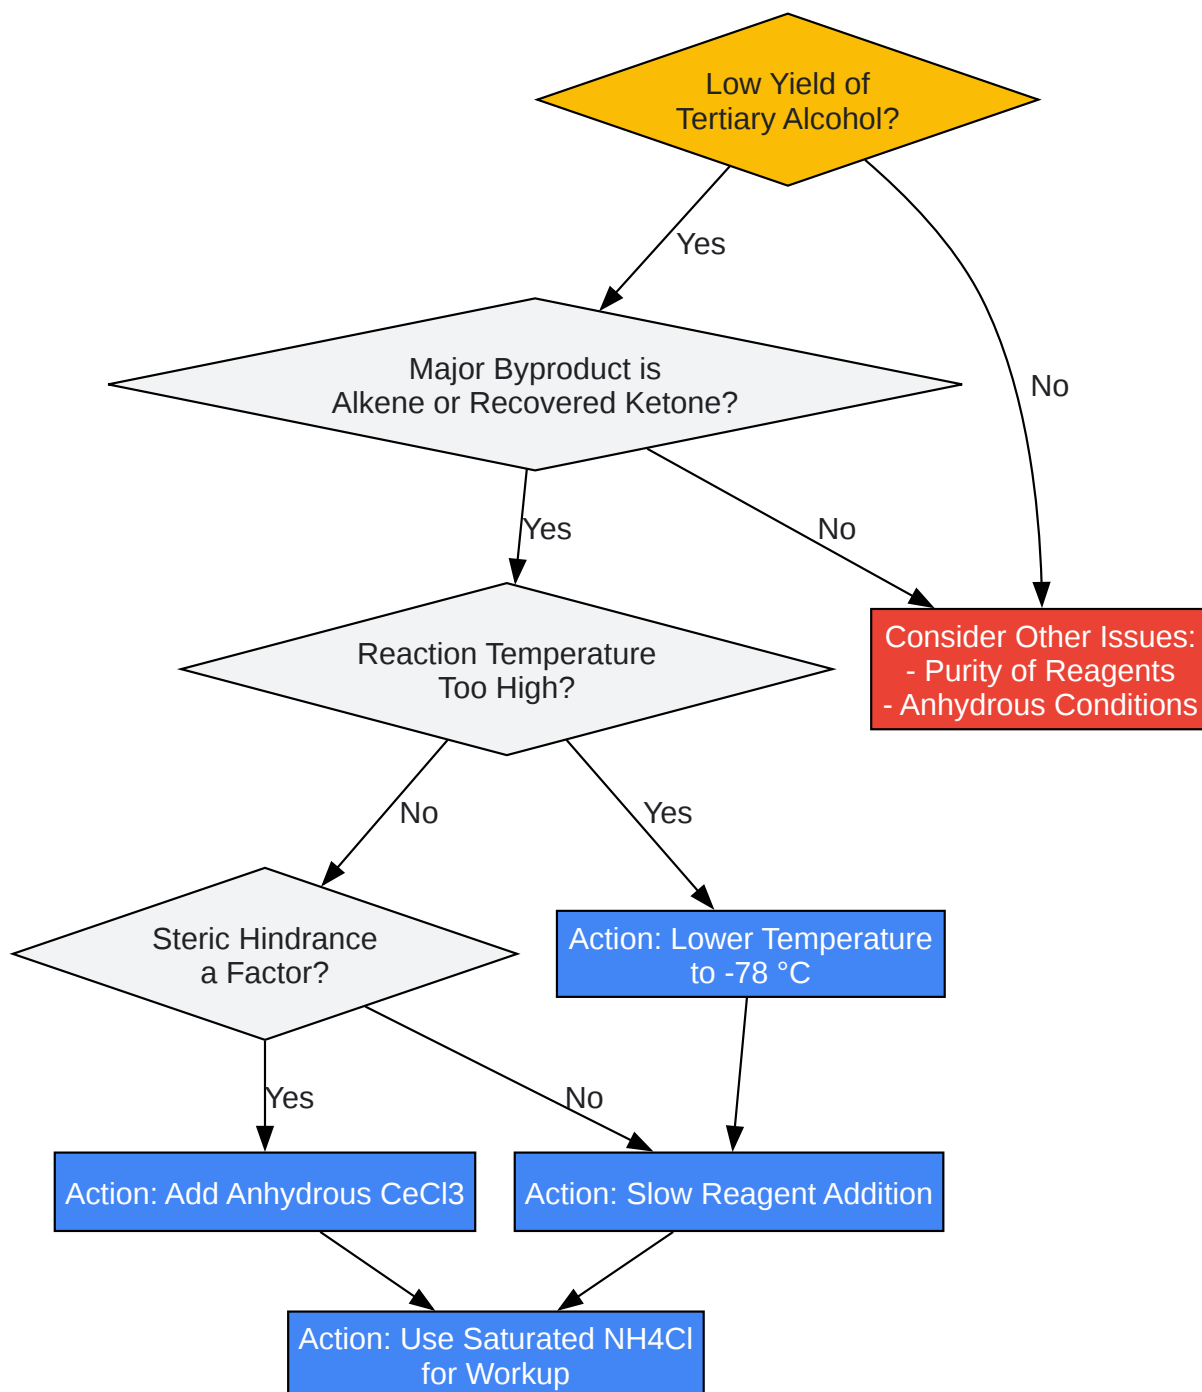 Low Yield of
Tertiary Alcohol?
Yes
No
Major Byproduct is
Alkene or Recovered Ketone?
Yes
No
Reaction Temperature
Too High?
Consider Other Issues:
- Purity of Reagents
- Anhydrous Conditions
No
Yes
Steric Hindrance
a Factor?
Action: Lower Temperature
to -78 °C
Yes
No
Action: Add Anhydrous CeCl3
Action: Slow Reagent Addition
Action: Use Saturated NH4Cl
for Workup